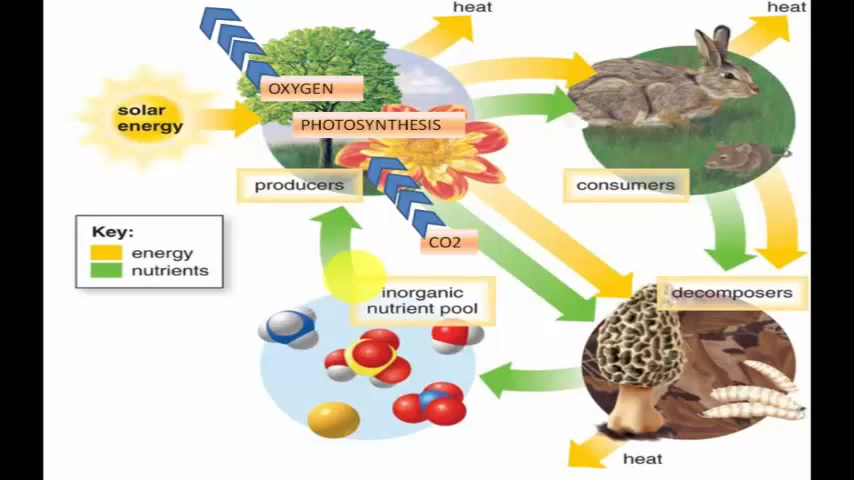 heat
heat
OXYGEN
solar
energy
PHOTOSYNTHESIS
producers
consumers
CO2
Key:
energy
nutrients
inorganic
nutrient pool
decomposers
heat